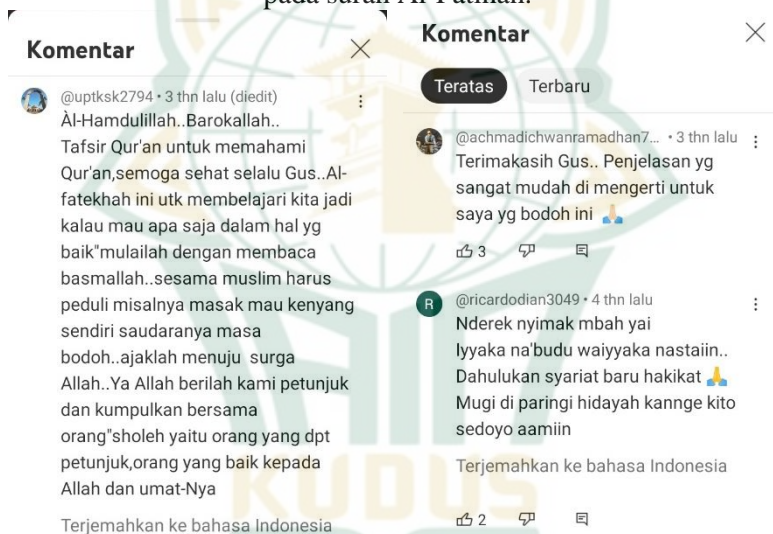 pada surah Al-Fatihah.
Komentar
@uptksk2794 • 3 thn lalu (diedit)
Àl-Hamdulillah..Barokallah..
Tafsir Qur'an untuk memahami
Qur'an,semoga sehat selalu Gus..Al-
fatekhah ini utk membelajari kita jadi
kalau mau apa saja dalam hal yg
baik"mulailah dengan membaca
basmallah..sesama muslim harus
peduli misalnya masak mau kenyang
sendiri saudaranya masa
bodoh..ajaklah menuju surga
Allah..Ya Allah berilah kami petunjuk
dan kumpulkan bersama
orang"sholeh yaitu orang yang dpt
petunjuk,orang yang baik kepada
Allah dan umat-Nya
Terjemahkan ke bahasa Indonesia
Komentar
Teratas Terbaru
@achmadichwanramadhan7... • 3 thn lalu
Terimakasih Gus.. Penjelasan yg
sangat mudah di mengerti untuk
saya yg bodoh ini 🙏
3
R
@ricardodian3049 • 4 thn lalu
Nderek nyimak mbah yai
Iyyaka na'budu waiyyaka nastaiin..
Dahulukan syariat baru hakikat 🙏
Mugi di paringi hidayah kannge kito
sedoyo aamiin
Terjemahkan ke bahasa Indonesia
2
KUDUS